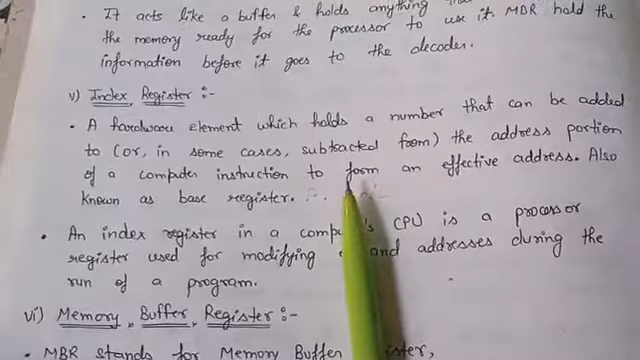 • It acts like a buffer & holds anything
the memory ready for the processor to use it. MBR hold the
information before it goes to the decoder.
v) Index Register :-
• A hardware element which holds a number that can be added
to (or, in some cases, subtracted from) the address portion
of a computer instruction to form an effective address. Also
known as base register.
• An index register in a CPU is a processor
register used for modifying and addresses during the
run of a program.
vi) Memory Buffer Register :-
• MBR stands for Memory Buffer